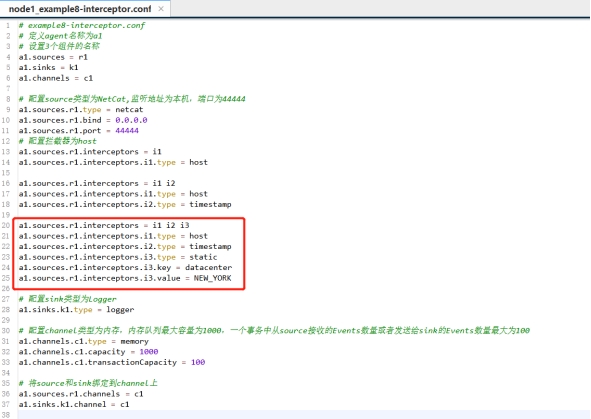 node1_example8-interceptor.conf ×
1 # example8-interceptor.conf
2 # 定义agent名称为a1
3 # 设置3个组件的名称
4 a1.sources = r1
5 a1.sinks = k1
6 a1.channels = c1
7
8 # 配置source类型为NetCat,监听地址为本机，端口为44444
9 a1.sources.r1.type = netcat
10 a1.sources.r1.bind = 0.0.0.0
11 a1.sources.r1.port = 44444
12 # 配置拦截器为host
13 a1.sources.r1.interceptors = i1
14 a1.sources.r1.interceptors.i1.type = host
15
16 a1.sources.r1.interceptors = i1 i2
17 a1.sources.r1.interceptors.i1.type = host
18 a1.sources.r1.interceptors.i2.type = timestamp
19
20 a1.sources.r1.interceptors = i1 i2 i3
21 a1.sources.r1.interceptors.i1.type = host
22 a1.sources.r1.interceptors.i2.type = timestamp
23 a1.sources.r1.interceptors.i3.type = static
24 a1.sources.r1.interceptors.i3.key = datacenter
25 a1.sources.r1.interceptors.i3.value = NEW_YORK
26
27 # 配置sink类型为Logger
28 a1.sinks.k1.type = logger
29
30 # 配置channel类型为内存，内存队列最大容量为1000，一个事务中从source接收的Events数量或者发送给sink的Events数量最大为100
31 a1.channels.c1.type = memory
32 a1.channels.c1.capacity = 1000
33 a1.channels.c1.transactionCapacity = 100
34
35 # 将source和sink绑定到channel上
36 a1.sources.r1.channels = c1
37 a1.sinks.k1.channel = c1
38